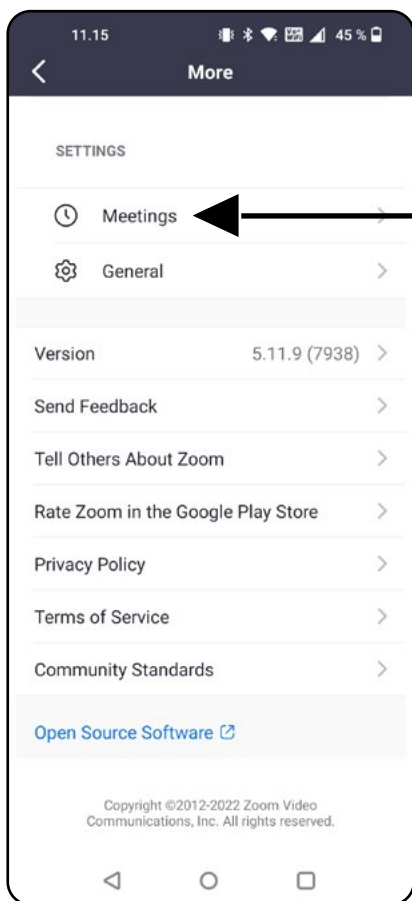 11.15 45 %
More
SETTINGS
Meetings
General
Version 5.11.9 (7938)
Send Feedback
Tell Others About Zoom
Rate Zoom in the Google Play Store
Privacy Policy
Terms of Service
Community Standards
Open Source Software
Copyright ©2012-2022 Zoom Video
Communications, Inc. All rights reserved.